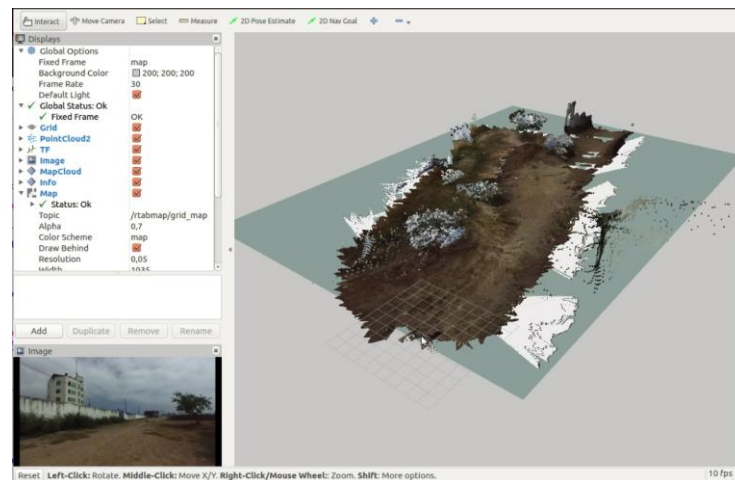 Interact Move Camera Select Measure 2D Pose Estimate 2D Nav Goal
Displays
Global Options
Fixed Frame map
Background Color 200; 200; 200
Frame Rate 30
Default Light
Global Status: Ok
Fixed Frame OK
Grid
PointCloud2
TF
Image
MapCloud
Info
Map
Status: Ok
Topic /rtabmap/grid_map
Alpha 0,7
Color Scheme map
Draw Behind
Resolution 0,05
Width 1035
Add Duplicate Remove Rename
Image
Reset Left-Click: Rotate. Middle-Click: Move X/Y. Right-Click/Mouse Wheel: Zoom. Shift: More options. 10 fps